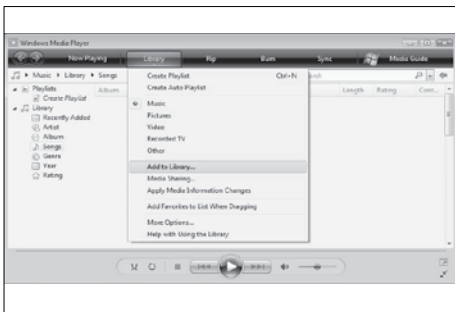 Windows Media Player
Now Playing Library Rip Burn Sync Media Guide
Music Library Songs
Playlists
Create Playlist
Library
Recently Added
Artist
Album
Songs
Genre
Year
Rating
Album
Create Playlist Ctrl+N
Create Auto Playlist
Music
Pictures
Video
Recorded TV
Other
Add to Library...
Media Sharing...
Apply Media Information Changes
Add Favorites to List When Dragging
More Options...
Help with Using the Library
Length Rating